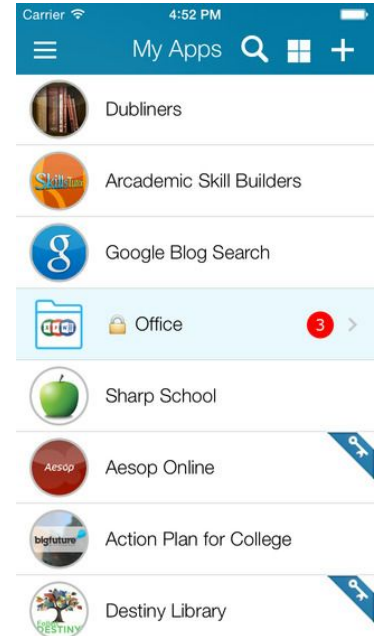 Carrier 4:52 PM
My Apps
Dubliners
SkillsTutor
Arcademic Skill Builders
g
Google Blog Search
Office
3
Sharp School
Aesop
Aesop Online
bigfuture
Action Plan for College
DESTINY
Destiny Library